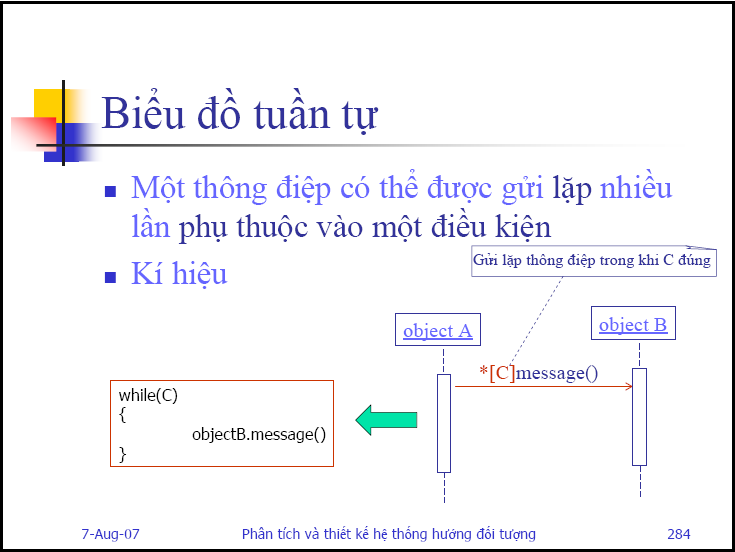 Biểu đồ tuần tự
Một thông điệp có thể được gửi lặp nhiều
lần phụ thuộc vào một điều kiện
Kí hiệu
Gửi lặp thông điệp trong khi C đúng
object A
object B
*[C]message()
while(C)
{
objectB.message()
}
7-Aug-07
Phân tích và thiết kế hệ thống hướng đối tượng
284